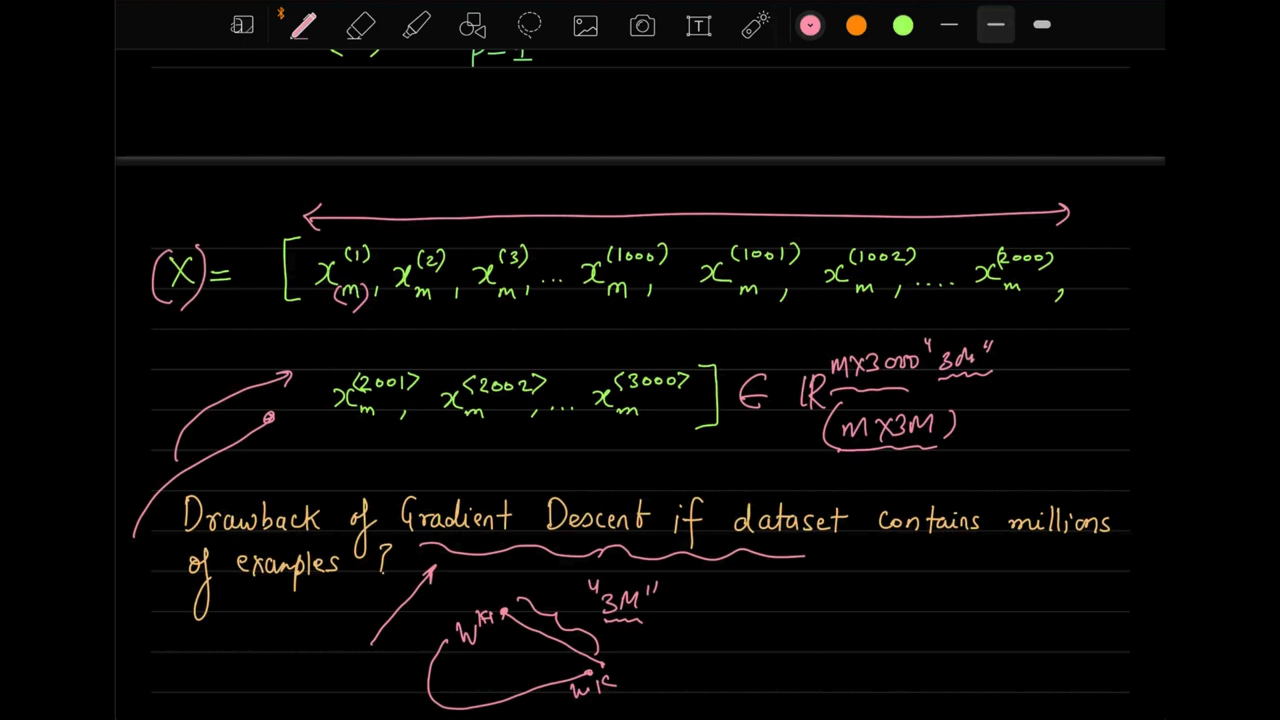 p=1
(X) = [ x_m^(1), x_m^(2), x_m^(3), ... x_m^(1000), x_m^(1001), x_m^(1002), .... x_m^(2000),
x_m^(2001), x_m^(2002), ... x_m^(3000) ] ∈ ℝ^(m×3000) "3M"
(m×3M)
Drawback of Gradient Descent if dataset contains millions
of examples ?
"3M"
w^k